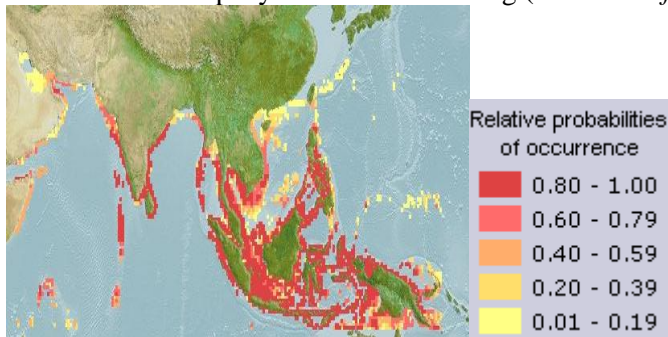 Relative probabilities
of occurrence
0.80 - 1.00
0.60 - 0.79
0.40 - 0.59
0.20 - 0.39
0.01 - 0.19